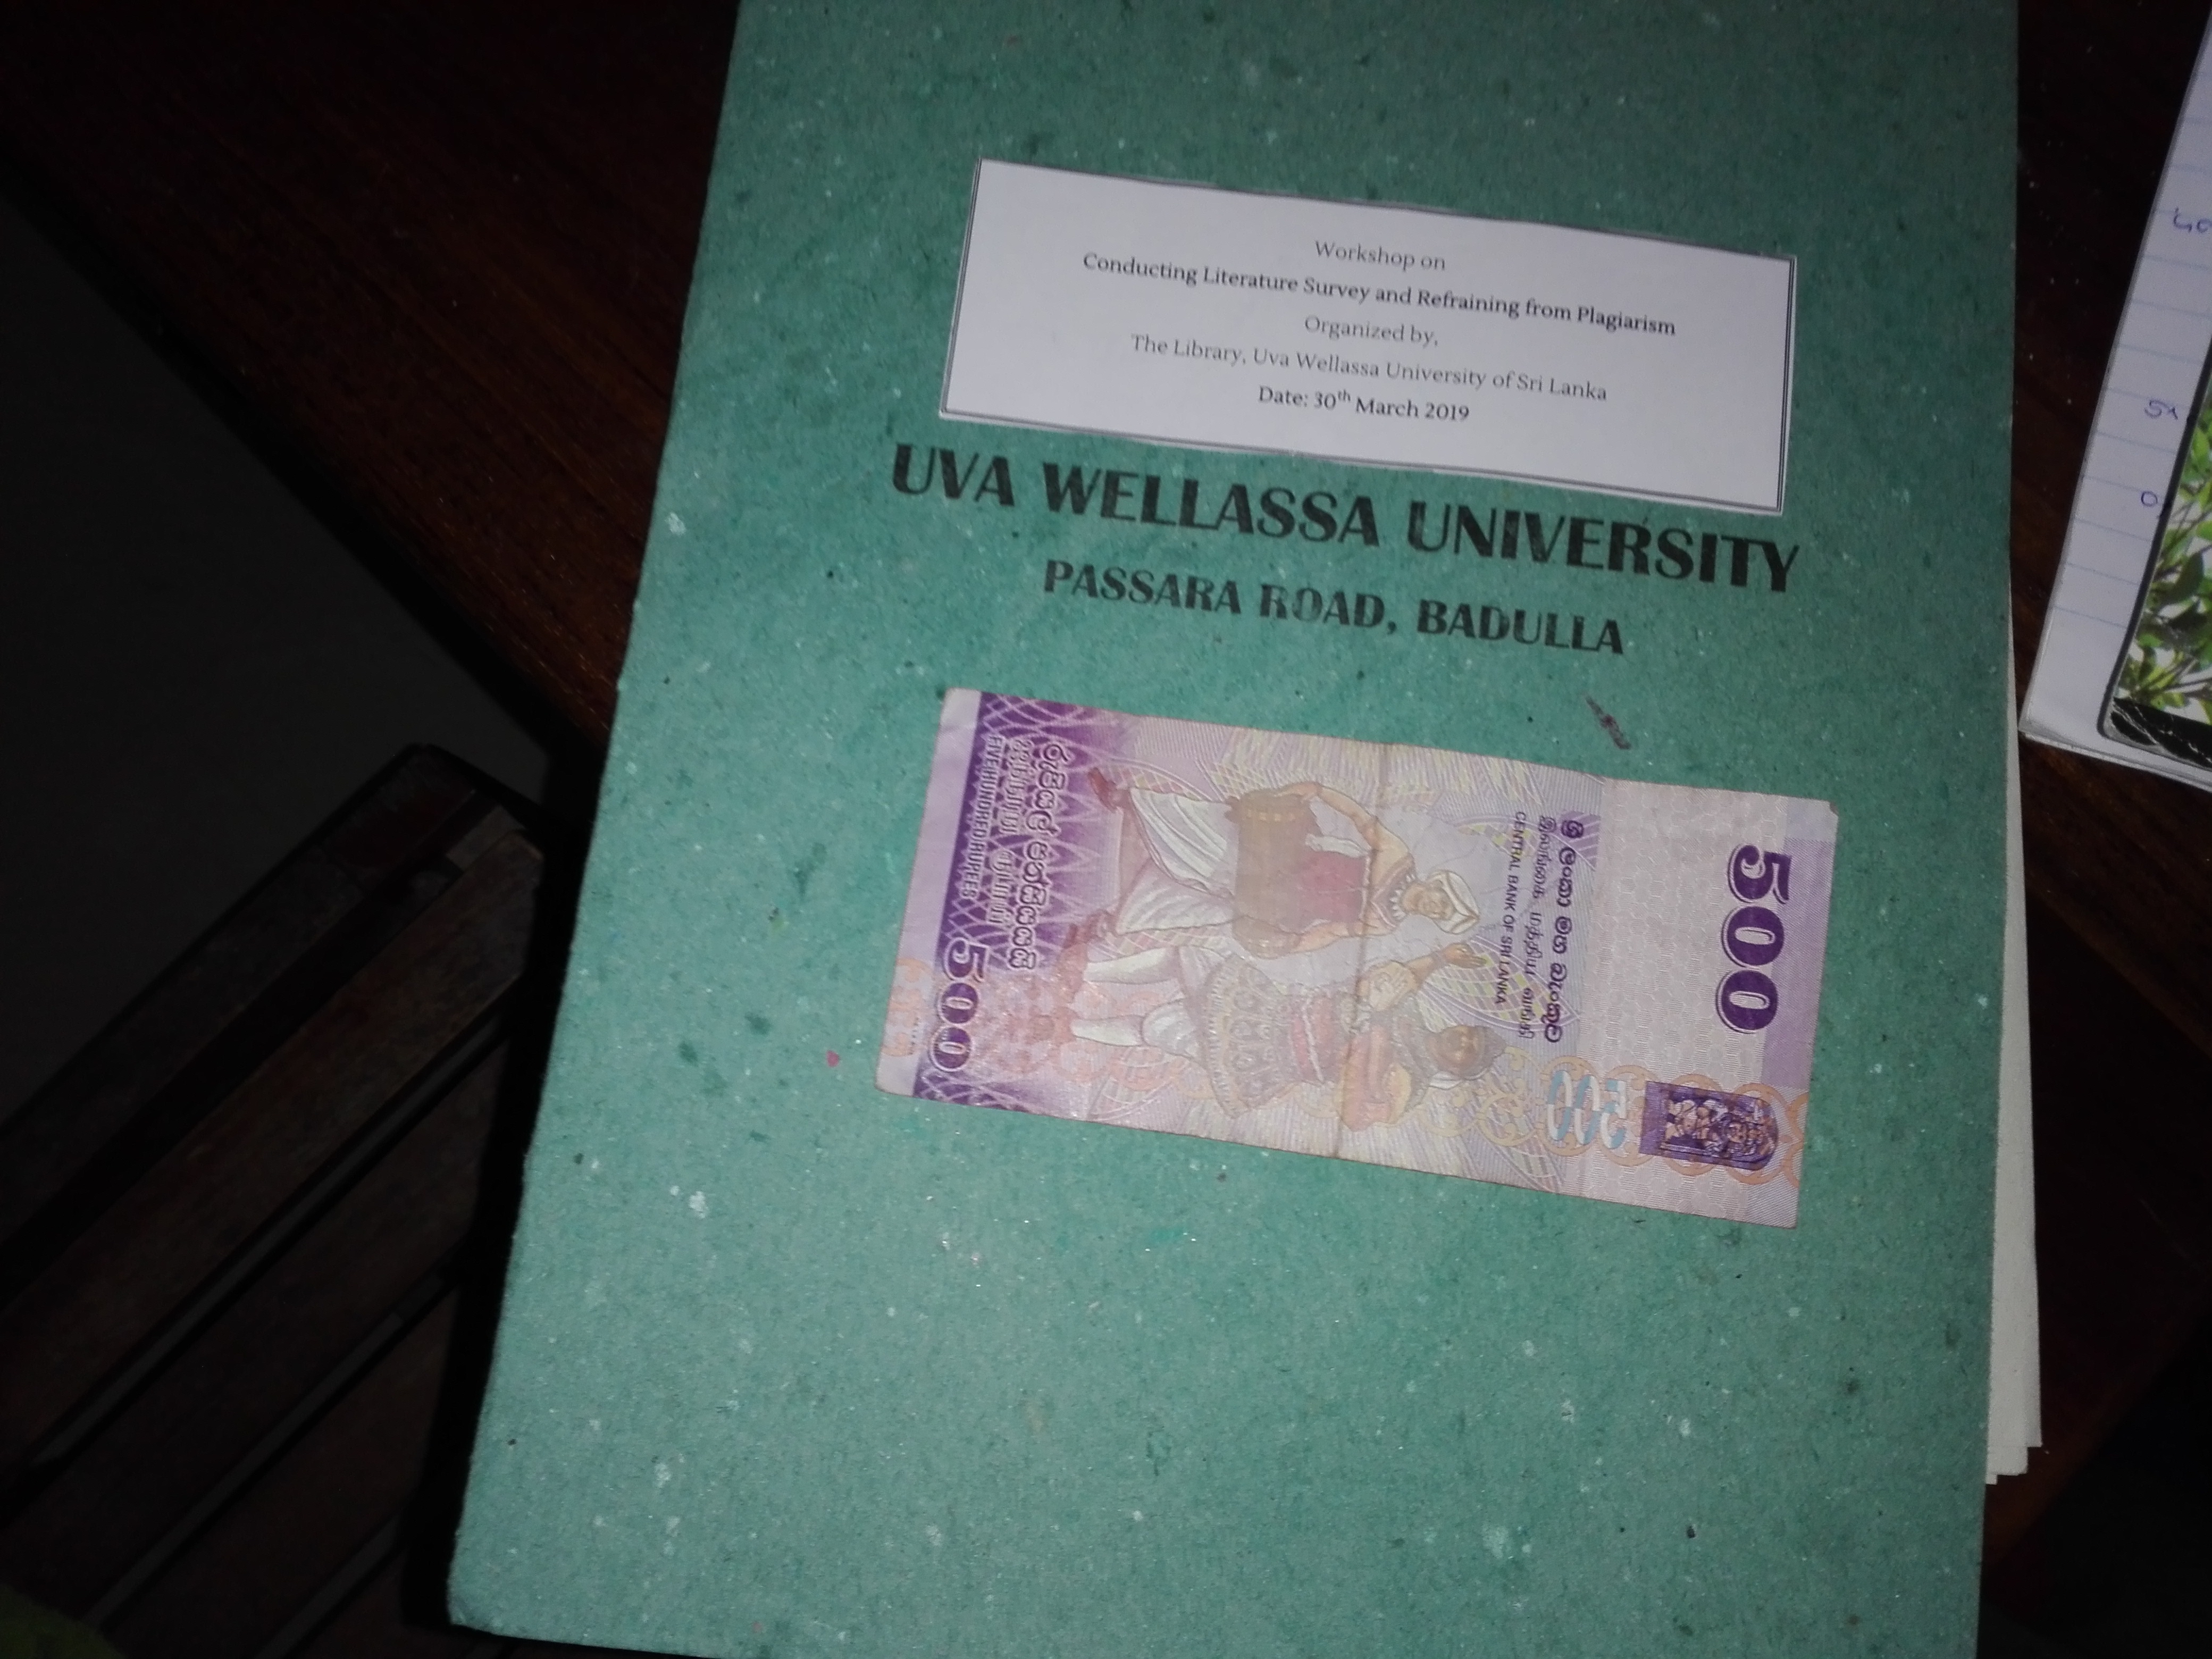 Workshop on
Conducting Literature Survey and Refraining from Plagiarism
Organized by,
The Library, Uva Wellassa University of Sri Lanka
Date: 30th March 2019
UVA WELLASSA UNIVERSITY
PASSARA ROAD, BADULLA
500
ශ්‍රී ලංකා මහ බැංකුව
இலங்கை மத்திய வங்கி
CENTRAL BANK OF SRI LANKA
500
රුපියල් පන්සියයයි
ஐந்நூறு ரூபாய்
FIVE HUNDRED RUPEES
500